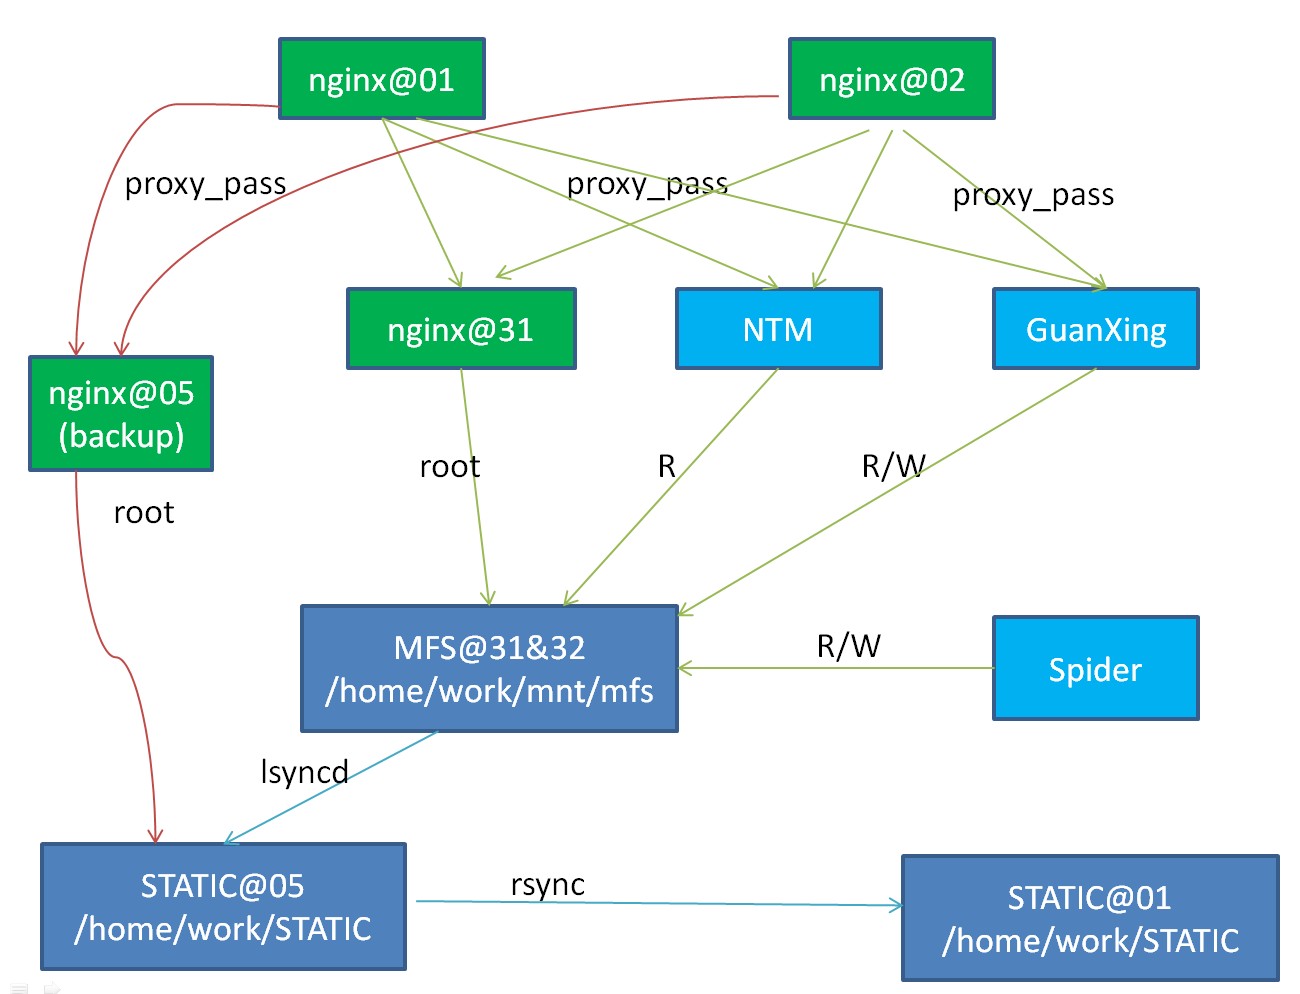 nginx@01
nginx@02
proxy_pass
proxy_pass
proxy_pass
nginx@31
NTM
GuanXing
nginx@05
(backup)
root
R
R/W
root
MFS@31&32
/home/work/mnt/mfs
R/W
Spider
lsyncd
STATIC@05
/home/work/STATIC
rsync
STATIC@01
/home/work/STATIC